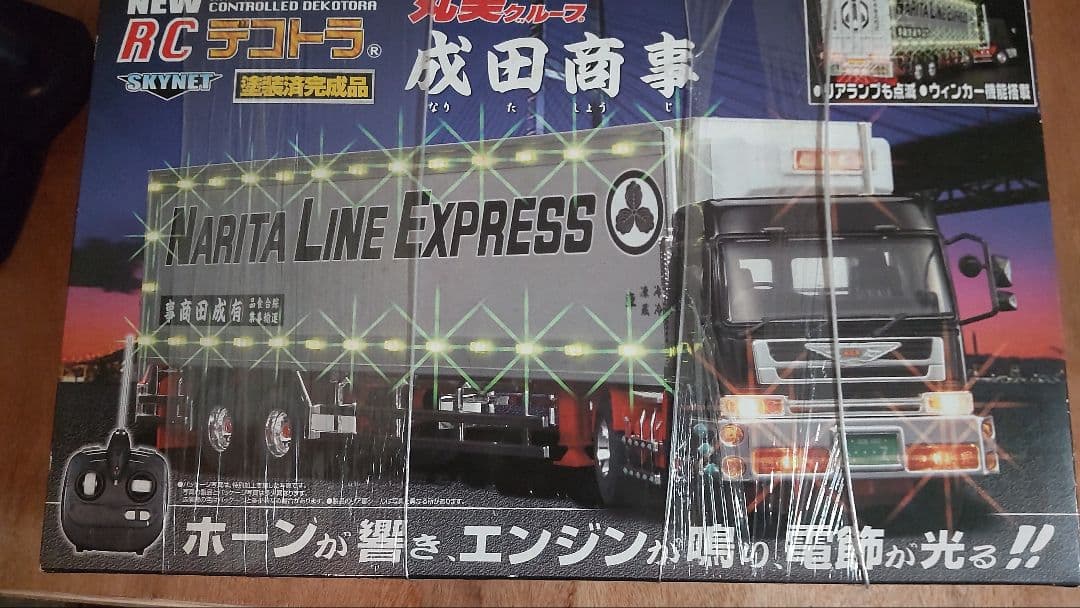 NEW
CONTROLLED DEKOTORA
RC デコトラ®
SKYNET
塗装済完成品
丸美グループ
成田商事
なり た しょう じ
●リアランプも点滅 ●ウィンカー機能搭載
NARITA LINE EXPRESS
事商田成有
ホーンが響き、エンジンが鳴り、電飾が光る!!